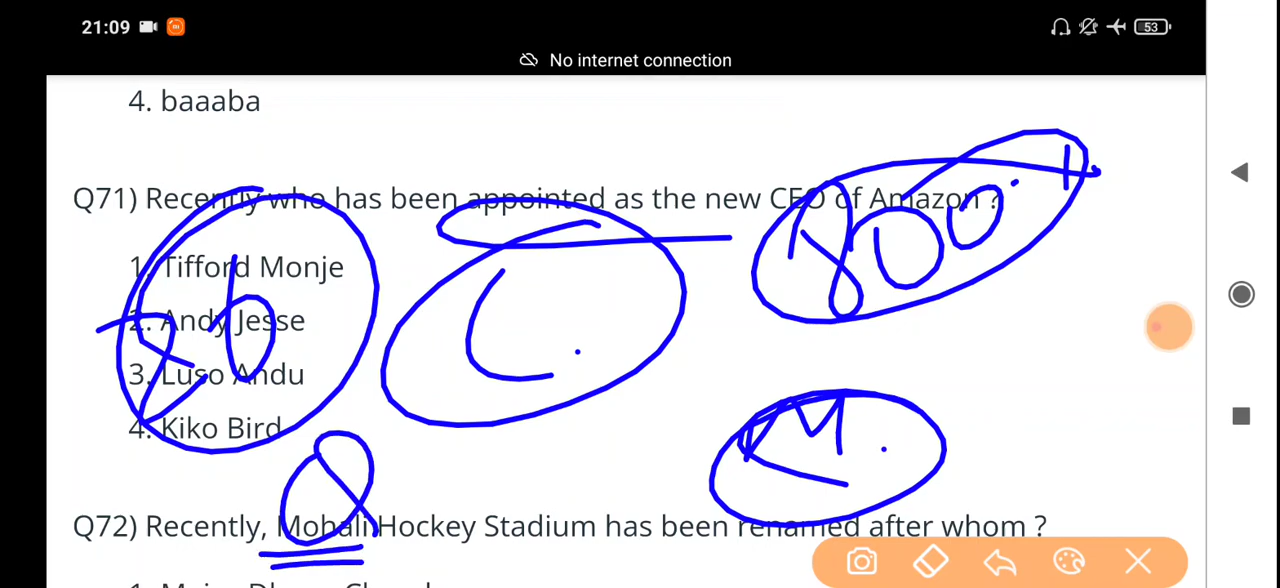 21:09
53
No internet connection
4. baaaba
Q71) Recently who has been appointed as the new CEO of Amazon ?
1. Tifford Monje
2. Andy Jesse
3. Luso Andu
4. Kiko Bird
Q72) Recently, Mohali Hockey Stadium has been renamed after whom ?